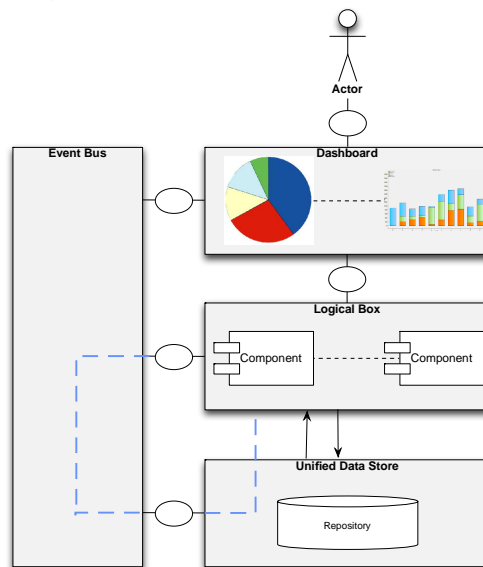 Actor
Event Bus
Dashboard
Logical Box
Component
Component
Unified Data Store
Repository